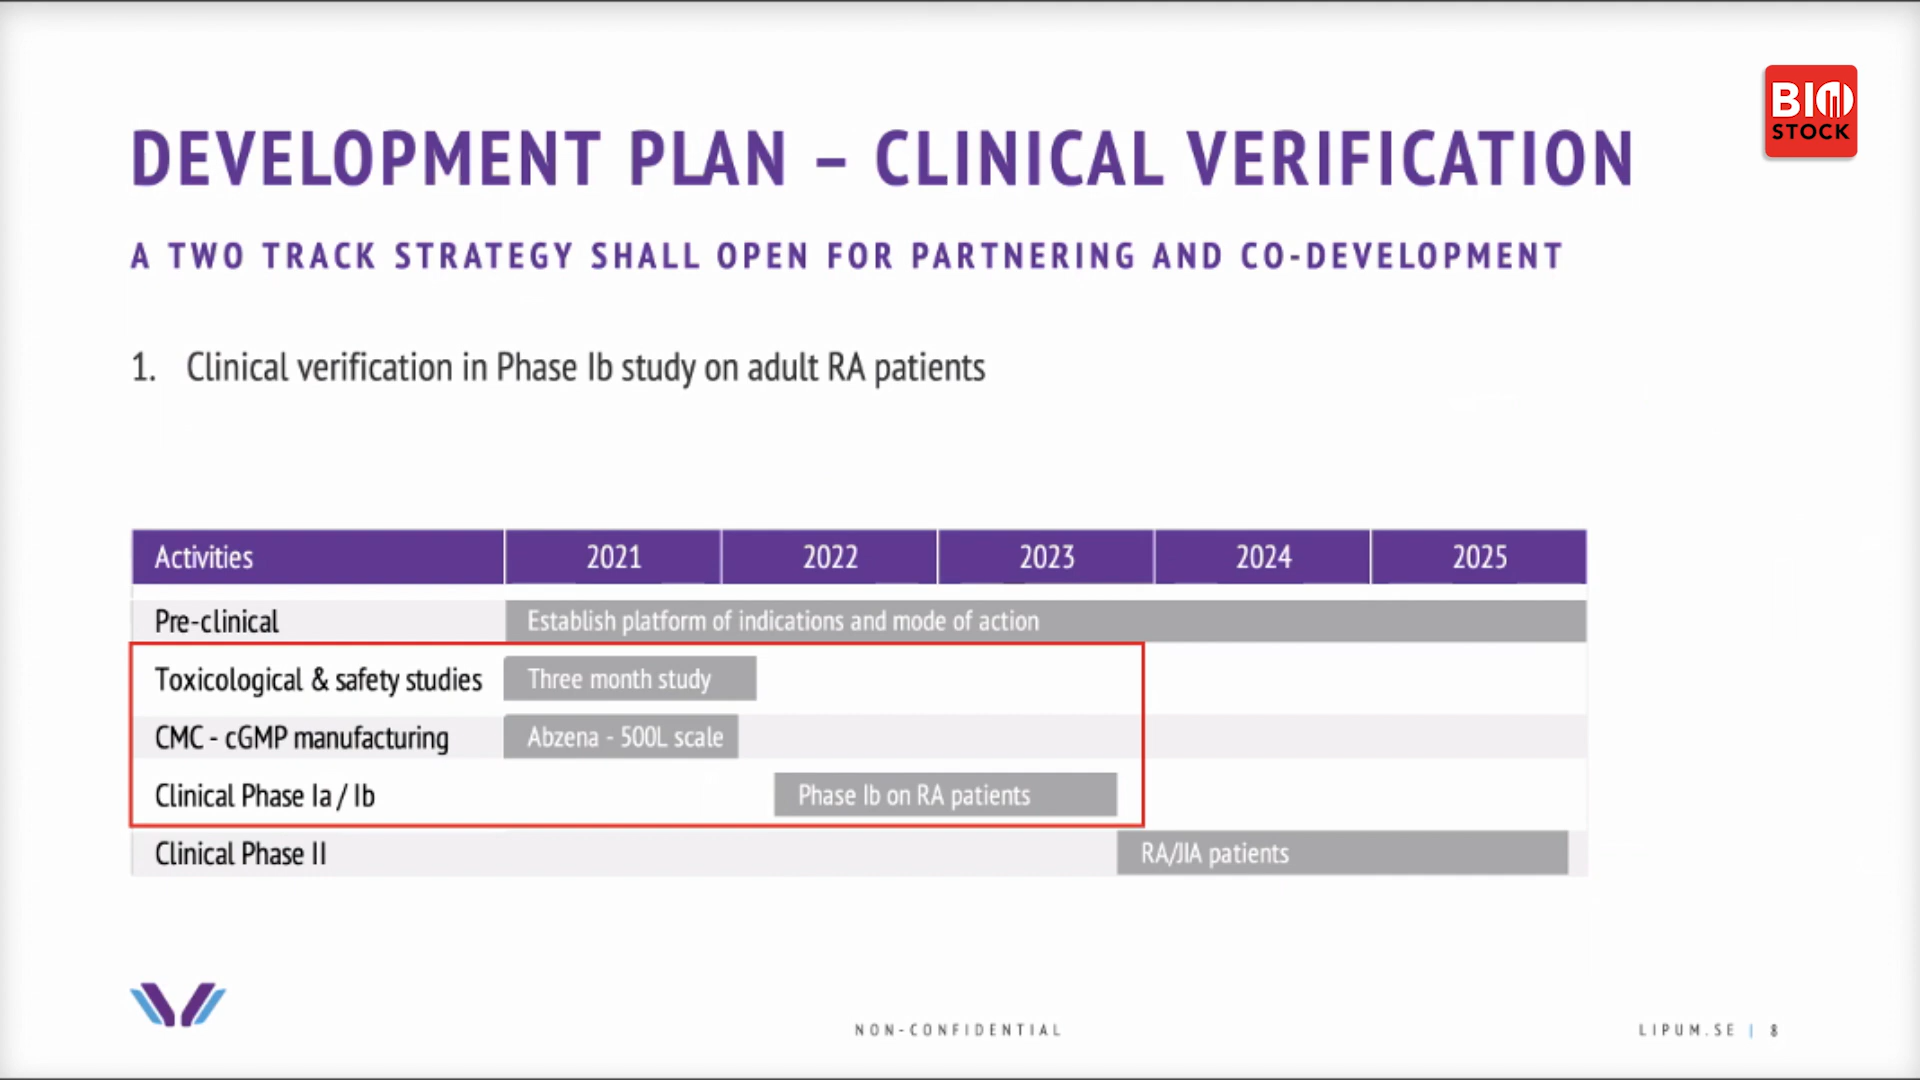 BIO
STOCK
DEVELOPMENT PLAN – CLINICAL VERIFICATION
A TWO TRACK STRATEGY SHALL OPEN FOR PARTNERING AND CO-DEVELOPMENT
1. Clinical verification in Phase Ib study on adult RA patients
Activities 2021 2022 2023 2024 2025
Pre-clinical Establish platform of indications and mode of action
Toxicological & safety studies Three month study
CMC - cGMP manufacturing Abzena - 500L scale
Clinical Phase Ia / Ib Phase Ib on RA patients
Clinical Phase II RA/JIA patients
NON-CONFIDENTIAL
LIPUM.SE | 8